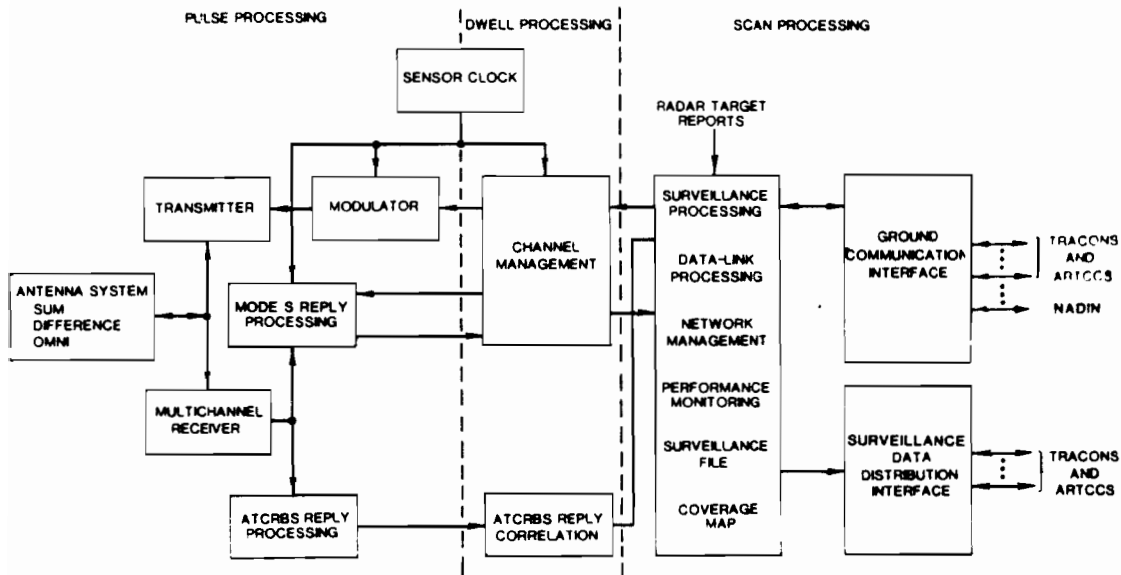 PULSE PROCESSING
DWELL PROCESSING
SCAN PROCESSING
SENSOR CLOCK
RADAR TARGET
REPORTS
TRANSMITTER
MODULATOR
CHANNEL
MANAGEMENT
SURVEILLANCE
PROCESSING
DATA-LINK
PROCESSING
NETWORK
MANAGEMENT
PERFORMANCE
MONITORING
SURVEILLANCE
FILE
COVERAGE
MAP
GROUND
COMMUNICATION
INTERFACE
TRACONS
AND
ARTCCS
NADIN
ANTENNA SYSTEM
SUM
DIFFERENCE
OMNI
MODE S REPLY
PROCESSING
MULTICHANNEL
RECEIVER
SURVEILLANCE
DATA
DISTRIBUTION
INTERFACE
TRACONS
AND
ARTCCS
ATCRBS REPLY
PROCESSING
ATCRBS REPLY
CORRELATION